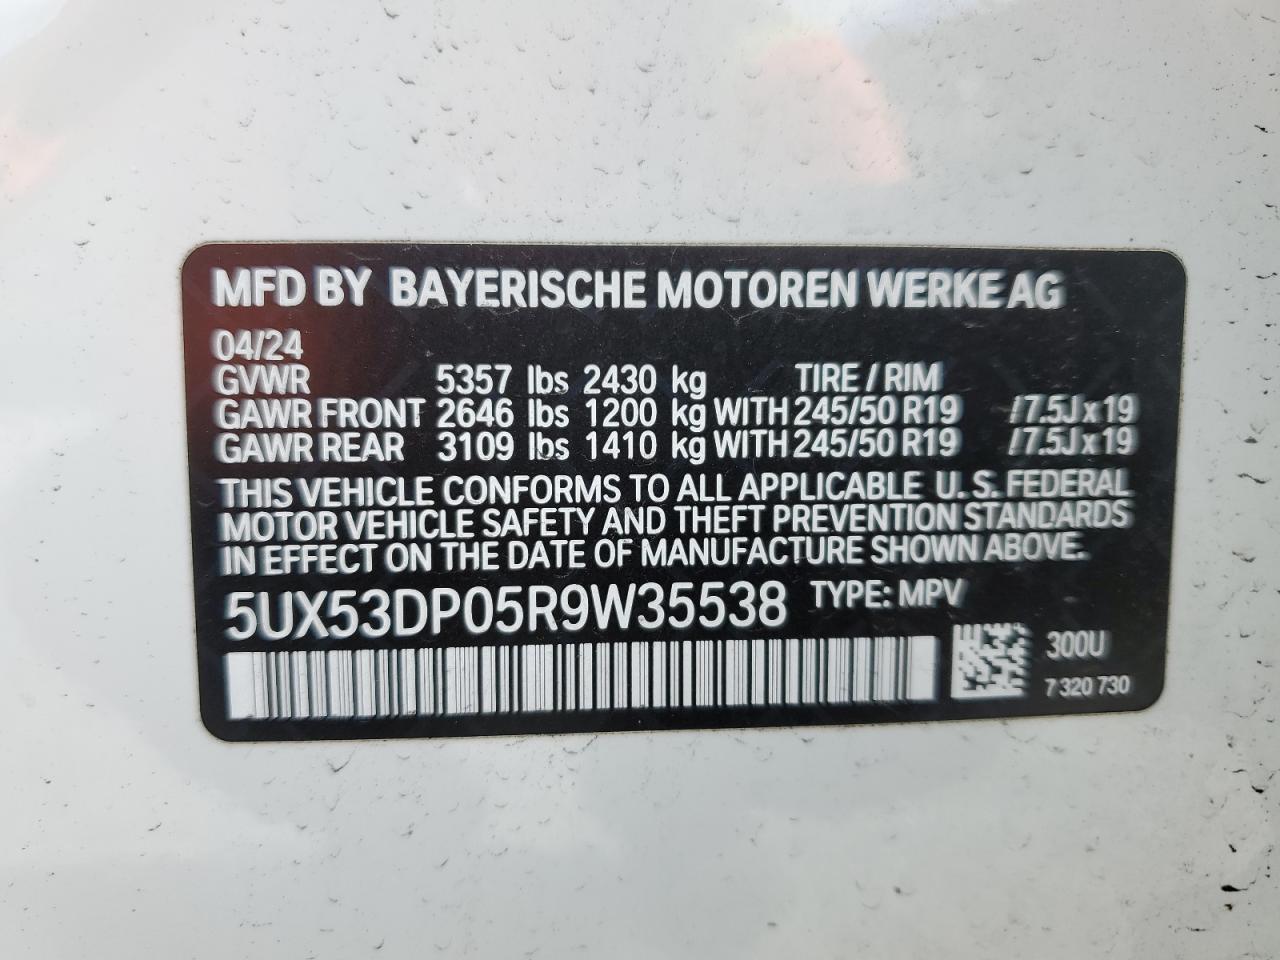 MFD BY BAYERISCHE MOTOREN WERKE AG
04/24
GVWR 5357 lbs 2430 kg TIRE / RIM
GAWR FRONT 2646 lbs 1200 kg WITH 245/50 R19 /7.5J x 19
GAWR REAR 3109 lbs 1410 kg WITH 245/50 R19 /7.5J x 19
THIS VEHICLE CONFORMS TO ALL APPLICABLE U. S. FEDERAL
MOTOR VEHICLE SAFETY AND THEFT PREVENTION STANDARDS
IN EFFECT ON THE DATE OF MANUFACTURE SHOWN ABOVE.
5UX53DP05R9W35538 TYPE: MPV
300U
7 320 730